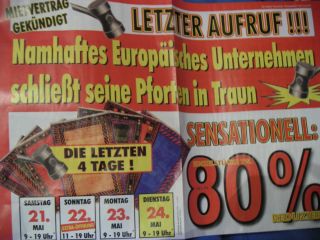 MIETVERTRAG
GEKÜNDIGT
LETZTER AUFRUF !!!
Namhaftes Europäisches Unternehmen
schließt seine Pforten in Traun
SENSATIONELL:
DIE LETZTEN
4 TAGE !
80%
SAMSTAG
21.
MAI
9 - 19 Uhr
SONNTAG
22.
MAI
11 - 19 Uhr
MONTAG
23.
MAI
9 - 19 Uhr
DIENSTAG
24.
MAI
9 - 19 Uhr